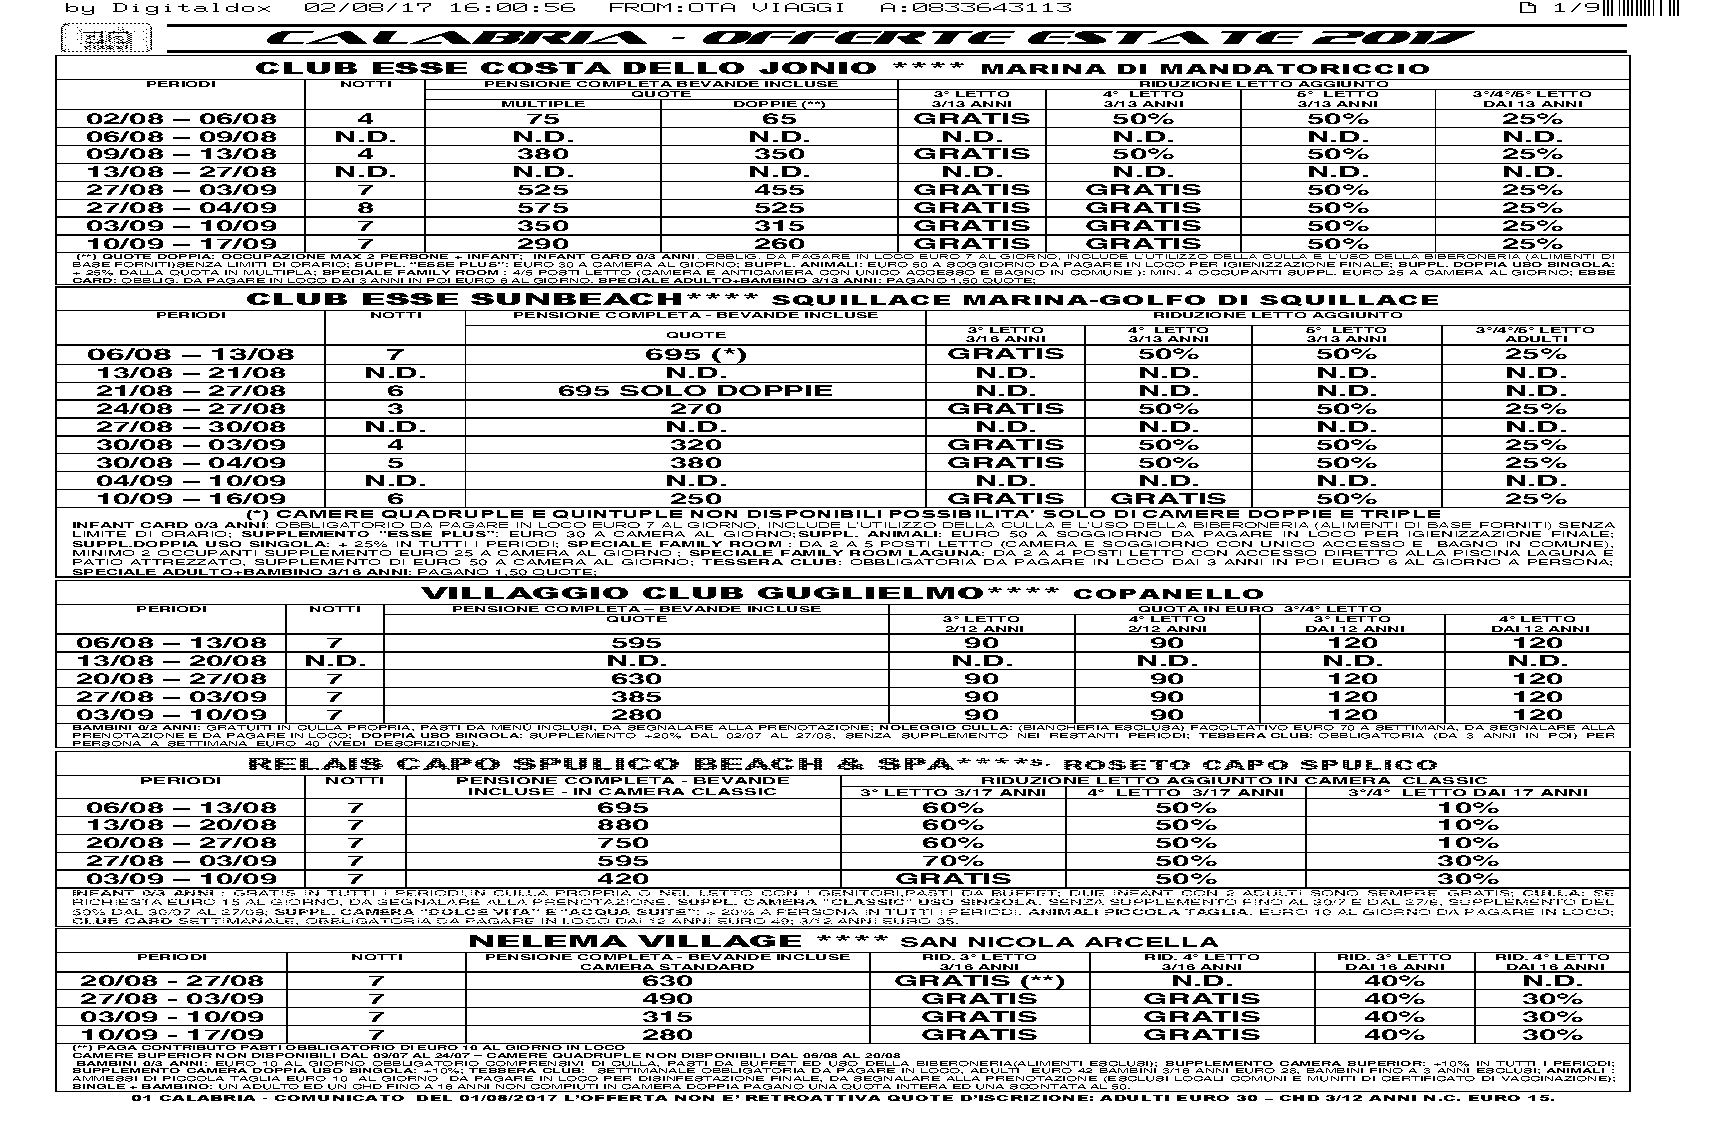 by Digitaldox 02/08/17 16:00:56 FROM:OTA VIAGGI A:0833643113 1/9
CALABRIA - OFFERTE ESTATE 2017
CLUB ESSE COSTA DELLO JONIO **** MARINA DI MANDATORICCIO
PERIODI NOTTI PENSIONE COMPLETA BEVANDE INCLUSE RIDUZIONE LETTO AGGIUNTO
QUOTE 3° LETTO 4° LETTO 5° LETTO 3°/4°/5° LETTO
MULTIPLE DOPPIE (**) 3/13 ANNI 3/13 ANNI 3/13 ANNI DAI 13 ANNI
02/08 – 06/08 4 75 65 GRATIS 50% 50% 25%
06/08 – 09/08 N.D. N.D. N.D. N.D. N.D. N.D. N.D.
09/08 – 13/08 4 380 350 GRATIS 50% 50% 25%
13/08 – 27/08 N.D. N.D. N.D. N.D. N.D. N.D. N.D.
27/08 – 03/09 7 525 455 GRATIS GRATIS 50% 25%
27/08 – 04/09 8 575 525 GRATIS GRATIS 50% 25%
03/09 – 10/09 7 350 315 GRATIS GRATIS 50% 25%
10/09 – 17/09 7 290 260 GRATIS GRATIS 50% 25%
(**) QUOTE DOPPIA: OCCUPAZIONE MAX 2 PERSONE + INFANT; INFANT CARD 0/3 ANNI. OBBLIG. DA PAGARE IN LOCO EURO 7 AL GIORNO, INCLUDE L'UTILIZZO DELLA CULLA E L'USO DELLA BIBERONERIA (ALIMENTI DI
BASE FORNITI)SENZA LIMITI DI ORARIO; SUPPL. "ESSE PLUS": EURO 30 A CAMERA AL GIORNO; SUPPL. ANIMALI: EURO 50 A SOGGIORNO DA PAGARE IN LOCO PER IGIENIZZAZIONE FINALE; SUPPL. DOPPIA USO SINGOLA:
+ 25% DALLA QUOTA IN MULTIPLA; SPECIALE FAMILY ROOM : 4/5 POSTI LETTO (CAMERA E ANTICAMERA CON UNICO ACCESSO E BAGNO IN COMUNE ): MIN. 4 OCCUPANTI SUPPL. EURO 25 A CAMERA AL GIORNO; ESSE
CARD: OBBLIG. DA PAGARE IN LOCO DAI 3 ANNI IN POI EURO 6 AL GIORNO. SPECIALE ADULTO+BAMBINO 3/13 ANNI: PAGANO 1,50 QUOTE;
CLUB ESSE SUNBEACH**** SQUILLACE MARINA-GOLFO DI SQUILLACE
PERIODI NOTTI PENSIONE COMPLETA - BEVANDE INCLUSE RIDUZIONE LETTO AGGIUNTO
QUOTE 3° LETTO 4° LETTO 5° LETTO 3°/4°/5° LETTO
3/16 ANNI 3/13 ANNI 3/13 ANNI ADULTI
06/08 – 13/08 7 695 (*) GRATIS 50% 50% 25%
13/08 – 21/08 N.D. N.D. N.D. N.D. N.D. N.D.
21/08 – 27/08 6 695 SOLO DOPPIE N.D. N.D. N.D. N.D.
24/08 – 27/08 3 270 GRATIS 50% 50% 25%
27/08 – 30/08 N.D. N.D. N.D. N.D. N.D. N.D.
30/08 – 03/09 4 320 GRATIS 50% 50% 25%
30/08 – 04/09 5 380 GRATIS 50% 50% 25%
04/09 – 10/09 N.D. N.D. N.D. N.D. N.D. N.D.
10/09 – 16/09 6 250 GRATIS GRATIS 50% 25%
(*) CAMERE QUADRUPLE E QUINTUPLE NON DISPONIBILI POSSIBILITA' SOLO DI CAMERE DOPPIE E TRIPLE
INFANT CARD 0/3 ANNI: OBBLIGATORIO DA PAGARE IN LOCO EURO 7 AL GIORNO, INCLUDE L'UTILIZZO DELLA CULLA E L'USO DELLA BIBERONERIA (ALIMENTI DI BASE FORNITI) SENZA
LIMITE DI ORARIO; SUPPLEMENTO "ESSE PLUS": EURO 30 A CAMERA AL GIORNO;SUPPL. ANIMALI: EURO 50 A SOGGIORNO DA PAGARE IN LOCO PER IGIENIZZAZIONE FINALE;
SUPPL.DOPPIA USO SINGOLA: + 25% IN TUTTI I PERIODI; SPECIALE FAMILY ROOM : DA 2 A 5 POSTI LETTO (CAMERA E SOGGIORNO CON UNICO ACCESSO E BAGNO IN COMUNE),
MINIMO 2 OCCUPANTI SUPPLEMENTO EURO 25 A CAMERA AL GIORNO ; SPECIALE FAMILY ROOM LAGUNA: DA 2 A 4 POSTI LETTO CON ACCESSO DIRETTO ALLA PISCINA LAGUNA E
PATIO ATTREZZATO, SUPPLEMENTO DI EURO 50 A CAMERA AL GIORNO; TESSERA CLUB: OBBLIGATORIA DA PAGARE IN LOCO DAI 3 ANNI IN POI EURO 6 AL GIORNO A PERSONA;
SPECIALE ADULTO+BAMBINO 3/16 ANNI: PAGANO 1,50 QUOTE;
VILLAGGIO CLUB GUGLIELMO**** COPANELLO
PERIODI NOTTI PENSIONE COMPLETA – BEVANDE INCLUSE QUOTA IN EURO 3°/4° LETTO
QUOTE 3° LETTO 4° LETTO 3° LETTO 4° LETTO
2/12 ANNI 2/12 ANNI DAI 12 ANNI DAI 12 ANNI
06/08 – 13/08 7 595 90 90 120 120
13/08 – 20/08 N.D. N.D. N.D. N.D. N.D. N.D.
20/08 – 27/08 7 630 90 90 120 120
27/08 – 03/09 7 385 90 90 120 120
03/09 – 10/09 7 280 90 90 120 120
BAMBINI 0/2 ANNI: GRATUITI IN CULLA PROPRIA, PASTI DA MENÙ INCLUSI, DA SEGNALARE ALLA PRENOTAZIONE; NOLEGGIO CULLA: (BIANCHERIA ESCLUSA) FACOLTATIVO EURO 70 A SETTIMANA, DA SEGNALARE ALLA
PRENOTAZIONE E DA PAGARE IN LOCO; DOPPIA USO SINGOLA: SUPPLEMENTO +20% DAL 02/07 AL 27/08, SENZA SUPPLEMENTO NEI RESTANTI PERIODI; TESSERA CLUB: OBBLIGATORIA (DA 3 ANNI IN POI) PER
PERSONA A SETTIMANA EURO 40 (VEDI DESCRIZIONE).
RELAIS CAPO SPULICO BEACH & SPA****S. ROSETO CAPO SPULICO
PERIODI NOTTI PENSIONE COMPLETA - BEVANDE RIDUZIONE LETTO AGGIUNTO IN CAMERA CLASSIC
INCLUSE - IN CAMERA CLASSIC 3° LETTO 3/17 ANNI 4° LETTO 3/17 ANNI 3°/4° LETTO DAI 17 ANNI
06/08 – 13/08 7 695 60% 50% 10%
13/08 – 20/08 7 880 60% 50% 10%
20/08 – 27/08 7 750 60% 50% 10%
27/08 – 03/09 7 595 70% 50% 30%
03/09 – 10/09 7 420 GRATIS 50% 30%
INFANT 0/3 ANNI : GRATIS IN TUTTI I PERIODI,IN CULLA PROPRIA O NEL LETTO CON I GENITORI,PASTI DA BUFFET; DUE INFANT CON 2 ADULTI SONO SEMPRE GRATIS; CULLA: SE
RICHIESTA EURO 15 AL GIORNO, DA SEGNALARE ALLA PRENOTAZIONE. SUPPL. CAMERA "CLASSIC" USO SINGOLA. SENZA SUPPLEMENTO FINO AL 30/7 E DAL 27/8, SUPPLEMENTO DEL
50% DAL 30/07 AL 27/08; SUPPL. CAMERA "DOLCE VITA" E "ACQUA SUITE": + 20% A PERSONA IN TUTTI I PERIODI. ANIMALI PICCOLA TAGLIA. EURO 10 AL GIORNO DA PAGARE IN LOCO;
CLUB CARD SETTIMANALE, OBBLIGATORIA DA PAGARE IN LOCO DAI 12 ANNI EURO 49; 3/12 ANNI EURO 35.
NELEMA VILLAGE **** SAN NICOLA ARCELLA
PERIODI NOTTI PENSIONE COMPLETA - BEVANDE INCLUSE RID. 3° LETTO RID. 4° LETTO RID. 3° LETTO RID. 4° LETTO
CAMERA STANDARD 3/16 ANNI 3/16 ANNI DAI 16 ANNI DAI 16 ANNI
20/08 - 27/08 7 630 GRATIS (**) N.D. 40% N.D.
27/08 - 03/09 7 490 GRATIS GRATIS 40% 30%
03/09 - 10/09 7 315 GRATIS GRATIS 40% 30%
10/09 - 17/09 7 280 GRATIS GRATIS 40% 30%
(**) PAGA CONTRIBUTO PASTI OBBLIGATORIO DI EURO 10 AL GIORNO IN LOCO
CAMERE SUPERIOR NON DISPONIBILI DAL 09/07 AL 24/07 – CAMERE QUADRUPLE NON DISPONIBILI DAL 06/08 AL 20/08
BAMBINI 0/3 ANNI: EURO 10 AL GIORNO OBBLIGATORIO COMPRENSIVI DI CULLA, PASTI DA BUFFET ED USO DELLA BIBERONERIA(ALIMENTI ESCLUSI); SUPPLEMENTO CAMERA SUPERIOR: +10% IN TUTTI I PERIODI;
SUPPLEMENTO CAMERA DOPPIA USO SINGOLA: +10%; TESSERA CLUB: SETTIMANALE OBBLIGATORIA DA PAGARE IN LOCO, ADULTI EURO 42 BAMBINI 3/16 ANNI EURO 28, BAMBINI FINO A 3 ANNI ESCLUSI; ANIMALI :
AMMESSI DI PICCOLA TAGLIA EURO 10 AL GIORNO DA PAGARE IN LOCO PER DISINFESTAZIONE FINALE, DA SEGNALARE ALLA PRENOTAZIONE (ESCLUSI LOCALI COMUNI E MUNITI DI CERTIFICATO DI VACCINAZIONE);
SINGLE + BAMBINO: UN ADULTO ED UN CHD FINO A 18 ANNI NON COMPIUTI IN CAMERA DOPPIA PAGANO UNA QUOTA INTERA ED UNA SCONTATA AL 50.
01 CALABRIA - COMUNICATO DEL 01/08/2017 L'OFFERTA NON E' RETROATTIVA QUOTE D'ISCRIZIONE: ADULTI EURO 30 – CHD 3/12 ANNI N.C. EURO 15.